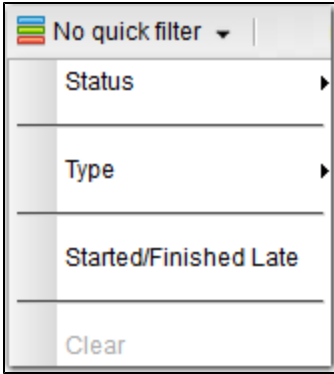 No quick filter
Status
Type
Started/Finished Late
Clear